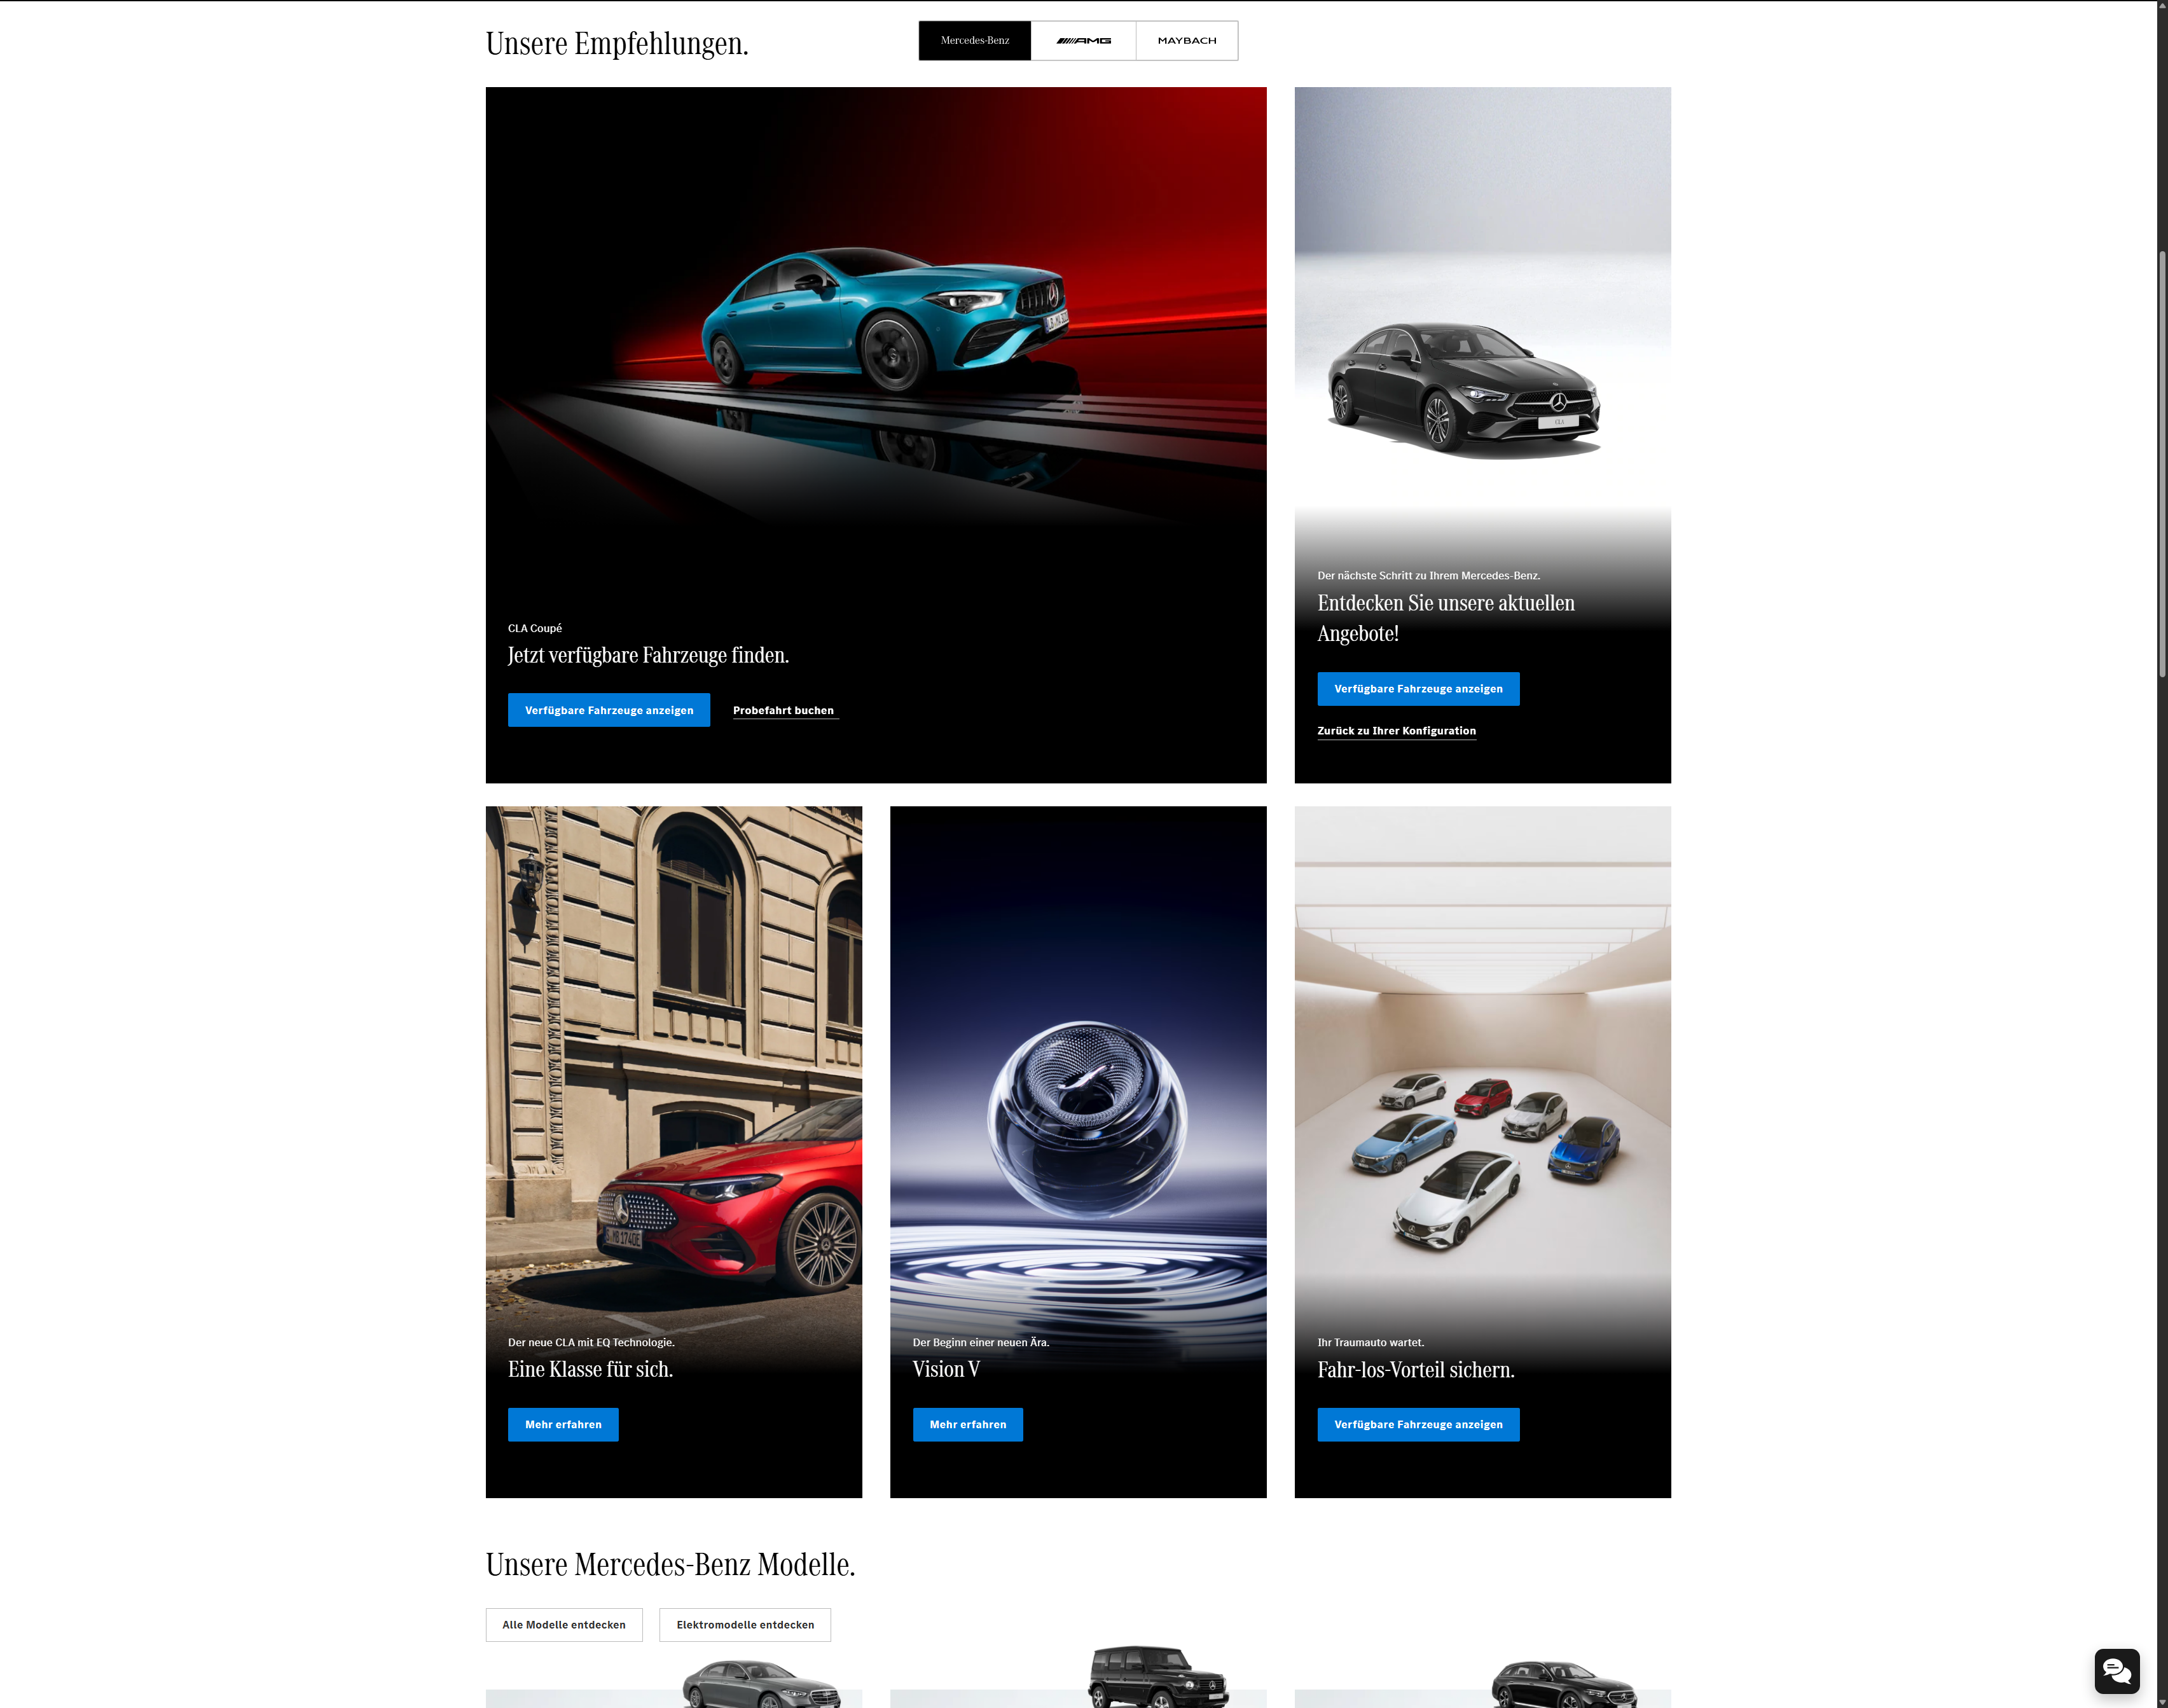 Unsere Empfehlungen.
Mercedes-Benz
AMG
MAYBACH
CLA Coupé
Jetzt verfügbare Fahrzeuge finden.
Verfügbare Fahrzeuge anzeigen
Probefahrt buchen
CLA
Der nächste Schritt zu Ihrem Mercedes-Benz.
Entdecken Sie unsere aktuellen
Angebote!
Verfügbare Fahrzeuge anzeigen
Zurück zu Ihrer Konfiguration
Der neue CLA mit EQ Technologie.
Eine Klasse für sich.
Mehr erfahren
Der Beginn einer neuen Ära.
Vision V
Mehr erfahren
Ihr Traumauto wartet.
Fahr-los-Vorteil sichern.
Verfügbare Fahrzeuge anzeigen
Unsere Mercedes-Benz Modelle.
Alle Modelle entdecken
Elektromodelle entdecken